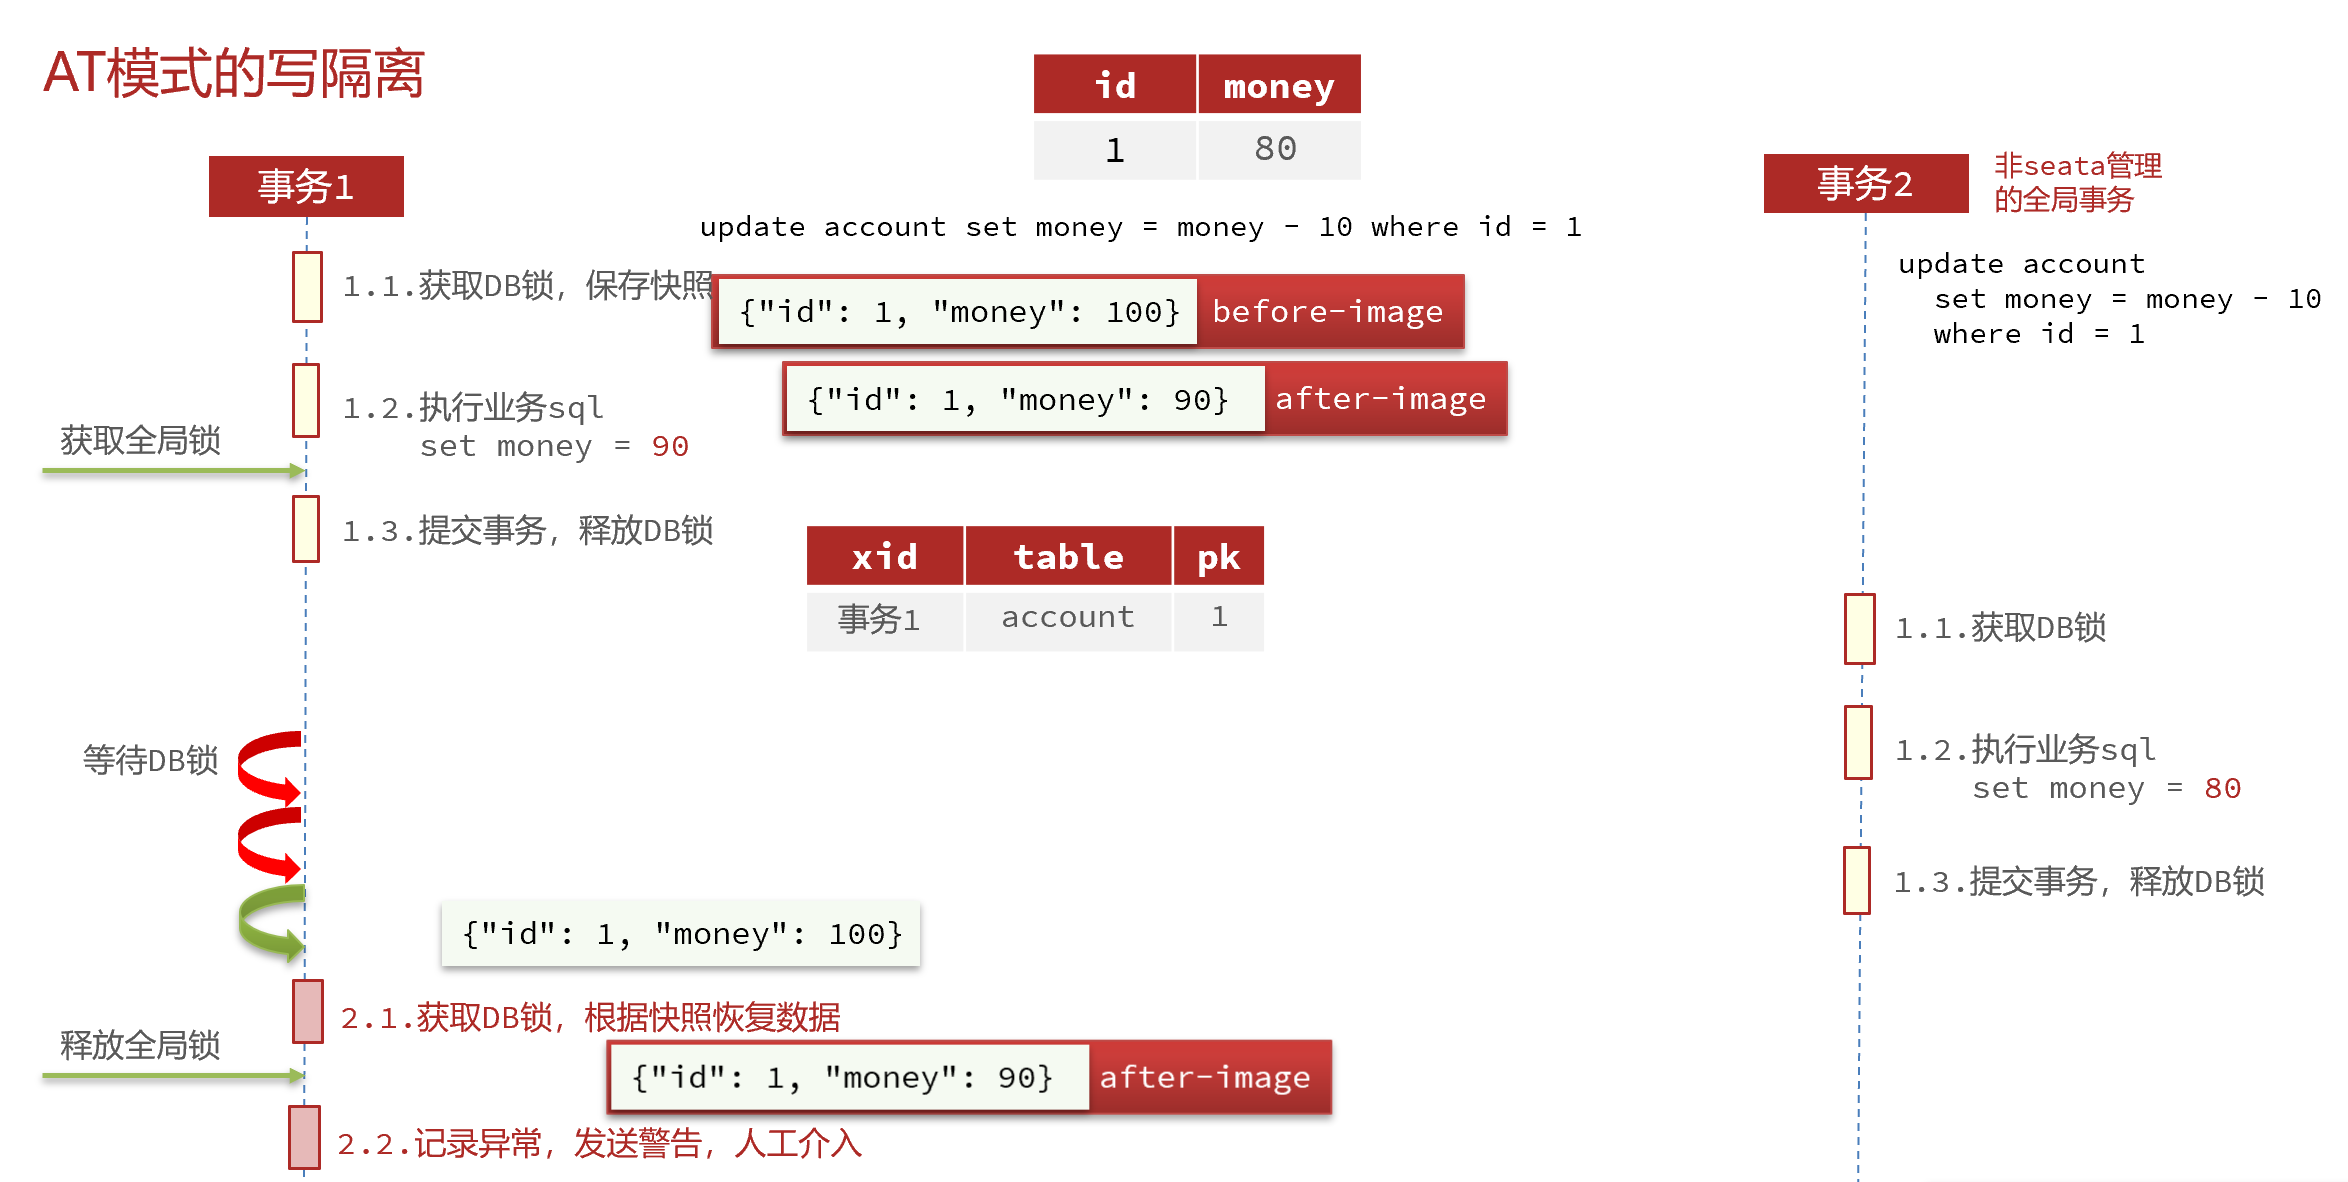 AT模式的写隔离
id money
1 80
事务1
事务2
非seata管理
的全局事务
update account set money = money - 10 where id = 1
update account
set money = money - 10
where id = 1
1.1.获取DB锁，保存快照
{"id": 1, "money": 100} before-image
{"id": 1, "money": 90} after-image
1.2.执行业务sql
set money = 90
获取全局锁
1.3.提交事务，释放DB锁
xid table pk
事务1 account 1
1.1.获取DB锁
等待DB锁
1.2.执行业务sql
set money = 80
1.3.提交事务，释放DB锁
{"id": 1, "money": 100}
2.1.获取DB锁，根据快照恢复数据
释放全局锁
{"id": 1, "money": 90} after-image
2.2.记录异常，发送警告，人工介入